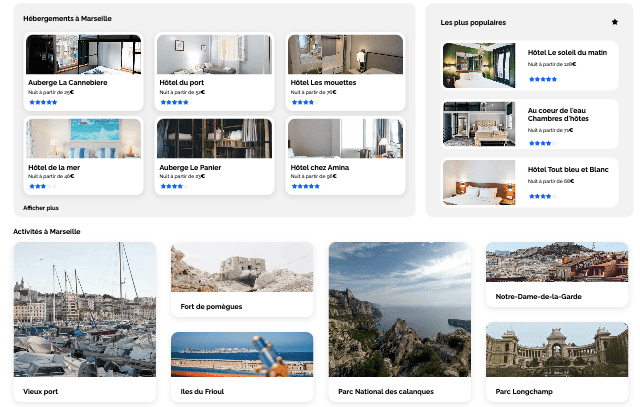 Hébergements à Marseille
Auberge La Cannebière
Nuit à partir de 25€
Hôtel du port
Nuit à partir de 52€
Hôtel Les mouettes
Nuit à partir de 76€
Hôtel de la mer
Nuit à partir de 46€
Auberge Le Panier
Nuit à partir de 23€
Hôtel chez Amina
Nuit à partir de 96€
Afficher plus
Les plus populaires
Hôtel Le soleil du matin
Nuit à partir de 128€
Au coeur de l'eau
Chambres d'hôtes
Nuit à partir de 71€
Hôtel Tout bleu et Blanc
Nuit à partir de 68€
Activités à Marseille
Vieux port
Fort de pomègues
Iles du Frioul
Parc National des calanques
Notre-Dame-de-la-Garde
Parc Longchamp